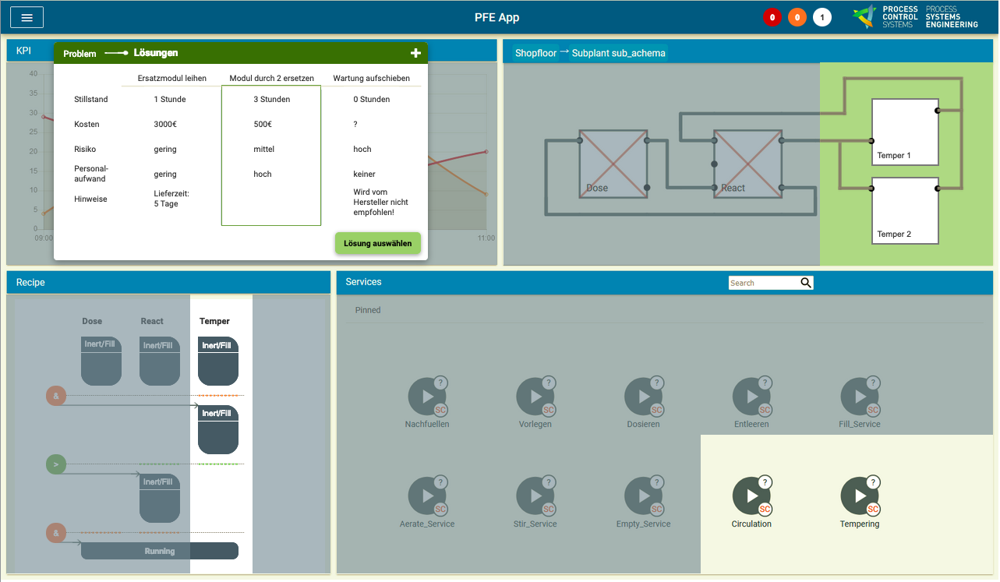 PFE App
0 0 1
PROCESS CONTROL SYSTEMS
PROCESS SYSTEMS ENGINEERING
KPI
Problem Lösungen +
Ersatzmodul leihen Modul durch 2 ersetzen Wartung aufschieben
Stillstand 1 Stunde 3 Stunden 0 Stunden
Kosten 3000€ 500€ ?
Risiko gering mittel hoch
Personal-
aufwand gering hoch keiner
Hinweise Lieferzeit:
5 Tage
Wird vom
Hersteller nicht
empfohlen!
Lösung auswählen
40
35
30
25
20
15
10
5
0
09:00 11:00
Shopfloor → Subplant sub_achema
Dose
React
Temper 1
Temper 2
Recipe
Dose React Temper
Inert/Fill Inert/Fill Inert/Fill
&
Inert/Fill
>
Inert/Fill
&
Running
Services
Search
Pinned
? ? ? ? ?
SC SC SC SC SC
Nachfuellen Vorlegen Dosieren Entleeren Fill_Service
? ? ? ? ?
SC SC SC SC SC
Aerate_Service Stir_Service Empty_Service Circulation Tempering